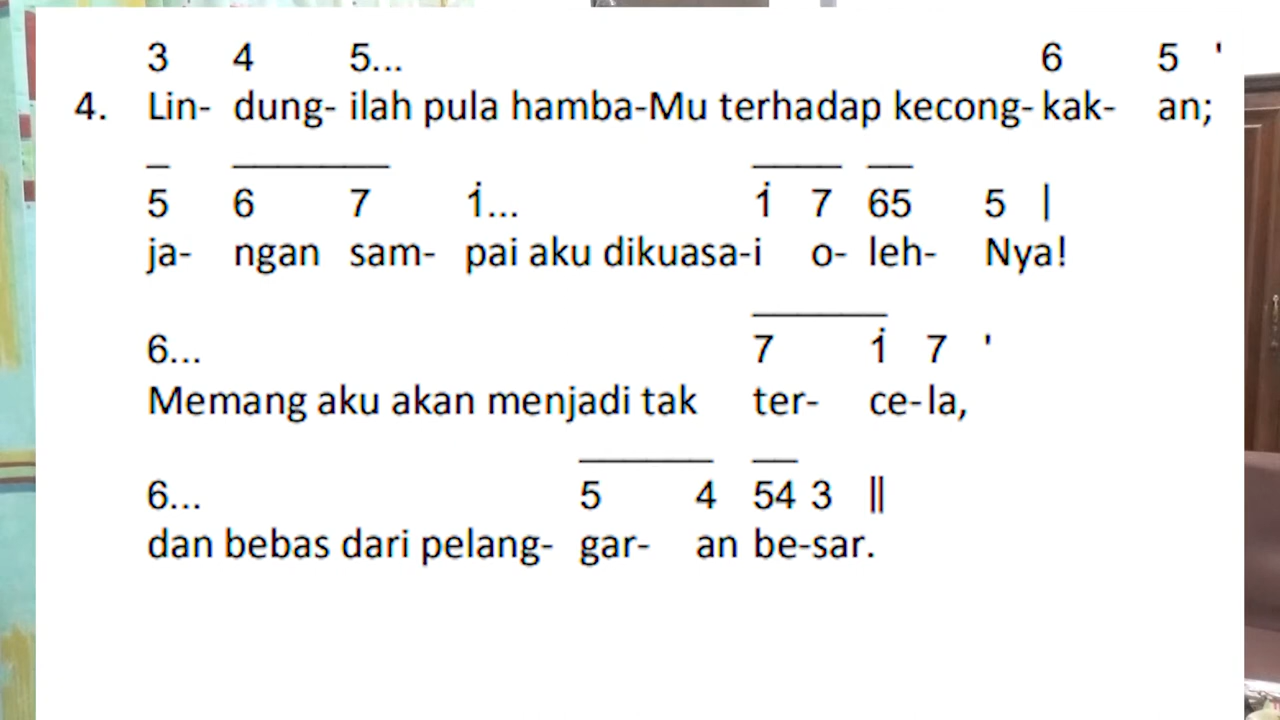 3 4 5... 6 5 '
4. Lin- dung- ilah pula hamba-Mu terhadap kecong- kak- an;
5 6 7 1̇... 1̇ 7 65 5 |
ja- ngan sam- pai aku dikuasa-i o- leh- Nya!
6... 7 1̇ 7 '
Memang aku akan menjadi tak ter- ce-la,
6... 5 4 54 3 ||
dan bebas dari pelang- gar- an be-sar.